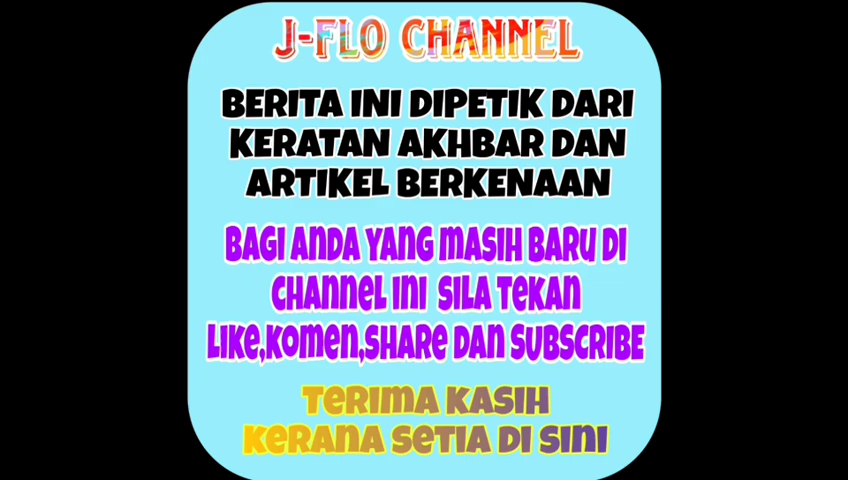 J-FLO CHANNEL
BERITA INI DIPETIK DARI
KERATAN AKHBAR DAN
ARTIKEL BERKENAAN
BAGI ANDA YANG MASIH BARU DI
CHANNEL INI SILA TEKAN
LIKE,KOMEN,SHARE DAN SUBSCRIBE
TERIMA KASIH
KERANA SETIA DI SINI